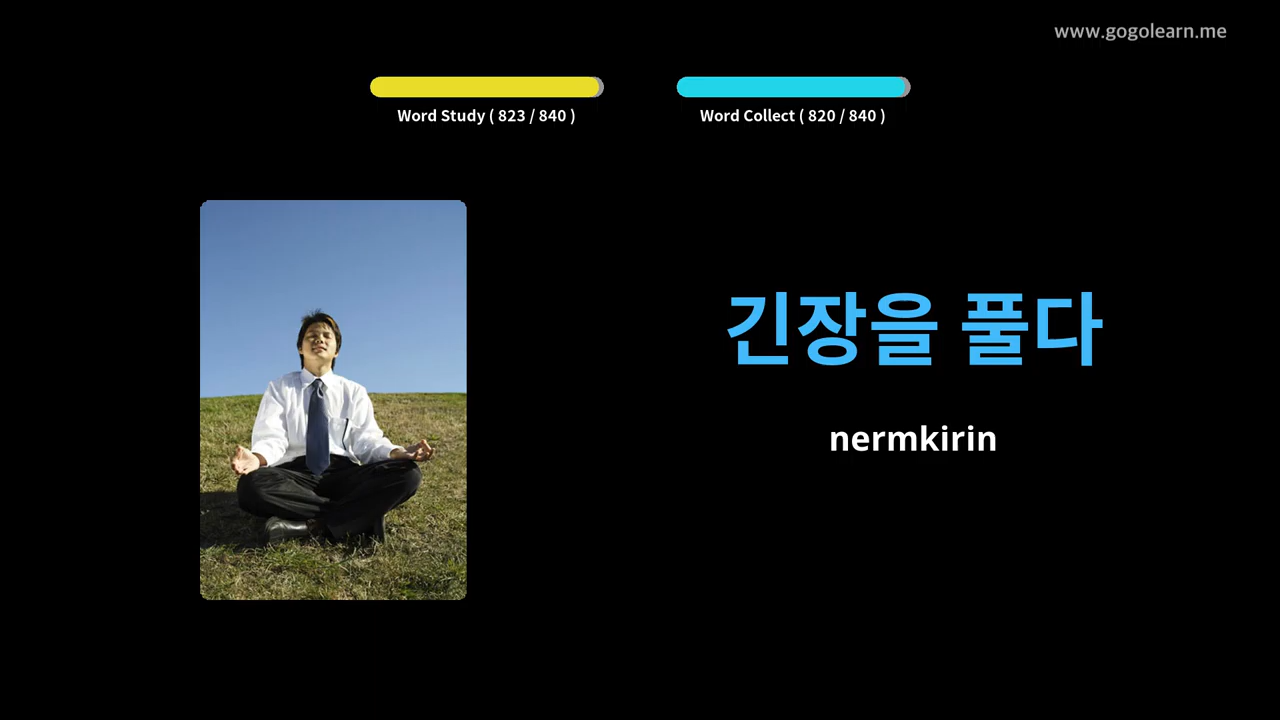 www.gogolearn.me
Word Study ( 823 / 840 )
Word Collect ( 820 / 840 )
긴장을 풀다
nermkirin